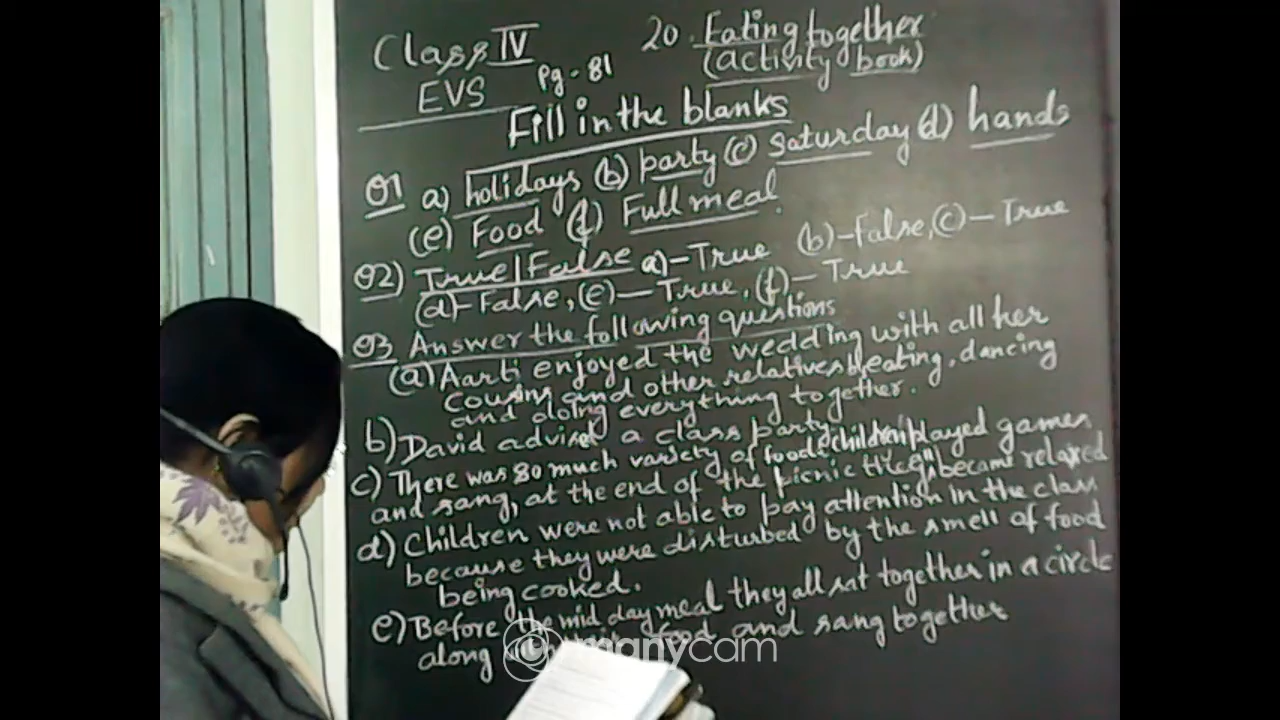 Class IV
20. Eating together
(activity book)
EVS Pg - 81
Fill in the blanks
Q1 a) holidays (b) party (c) saturday (d) hands
(e) Food (f) Full meal.
Q2) True/False a)-True (b)-False, (c)-True
(d)-False, (e)-True, (f)-True
Q3 Answer the following questions
(a) Aarti enjoyed the wedding with all her
cousins and other relatives, eating, dancing
and doing everything together.
b) David advised a class party.
c) There was so much variety of food, children played games
and sang, at the end of the picnic they became relaxed
d) Children were not able to pay attention in the class
because they were disturbed by the smell of food
being cooked.
e) Before the mid day meal they all sat together in a circle
along food and sang together
manycam